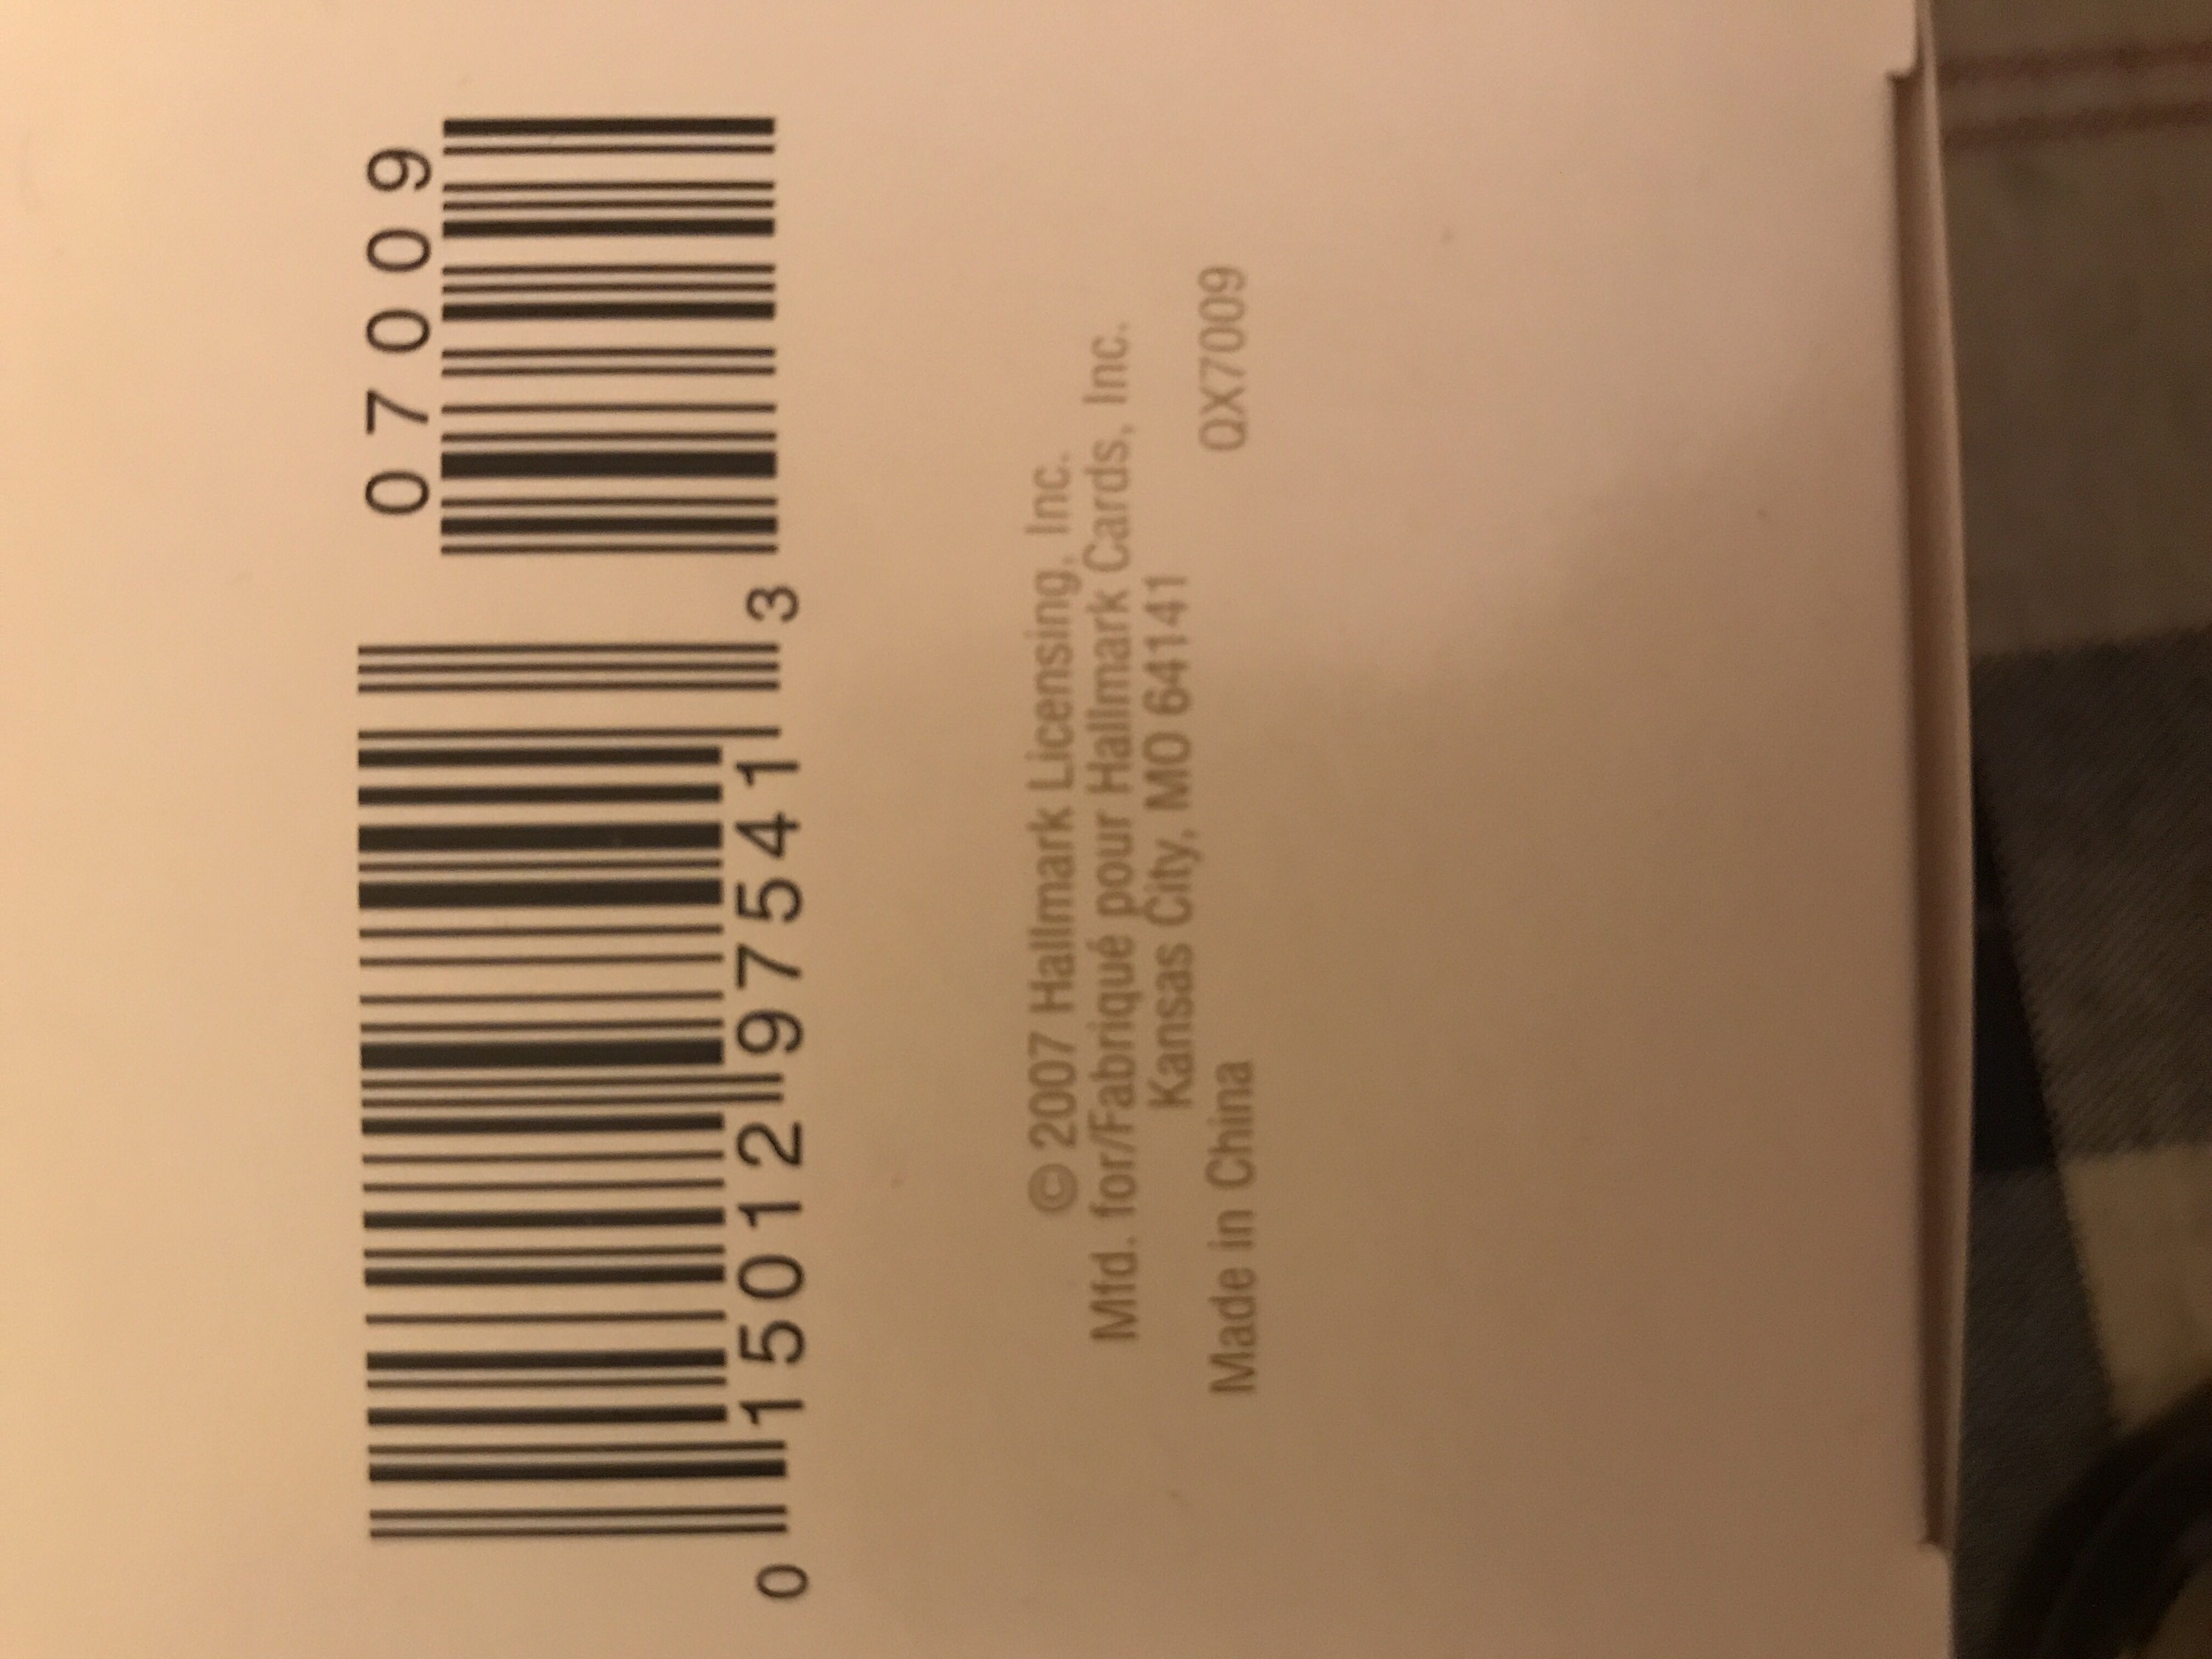 0 15012 97541 3
07009
© 2007 Hallmark Licensing, Inc.
Mfd. for/Fabriqué pour Hallmark Cards, Inc.
Kansas City, MO 64141
Made in China QX7009